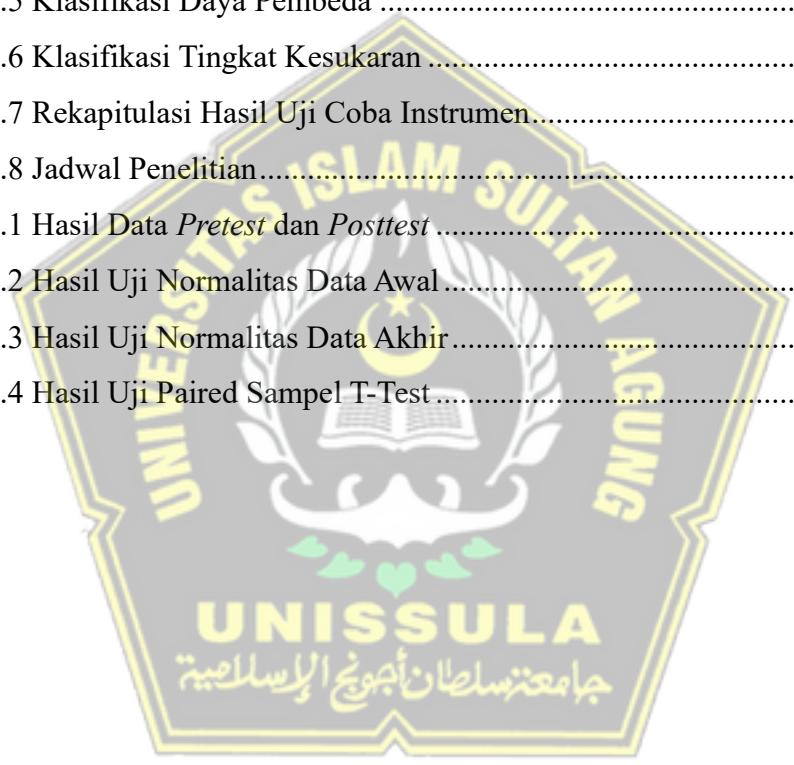 .5 Klasifikasi Daya Pembeda
.6 Klasifikasi Tingkat Kesukaran
.7 Rekapitulasi Hasil Uji Coba Instrumen
.8 Jadwal Penelitian
.1 Hasil Data Pretest dan Posttest
.2 Hasil Uji Normalitas Data Awal
.3 Hasil Uji Normalitas Data Akhir
.4 Hasil Uji Paired Sampel T-Test
UNIVERSITAS ISLAM SULTAN AGUNG
UNISSULA
جامعتنسلطان أجونج الإسلامية